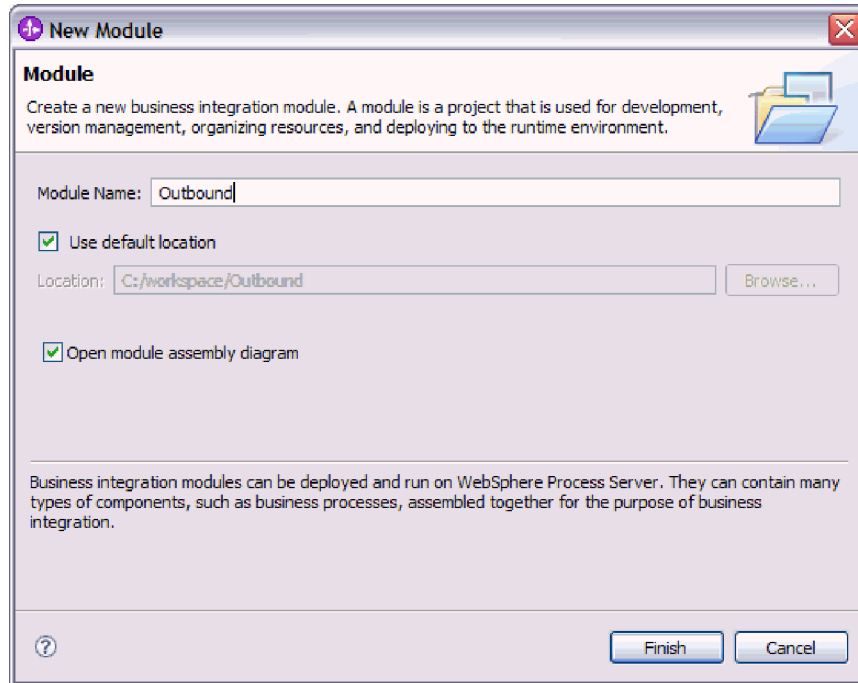 New Module
Module
Create a new business integration module. A module is a project that is used for development,
version management, organizing resources, and deploying to the runtime environment.
Module Name: Outbound
Use default location
Location: C:/workspace/Outbound Browse...
Open module assembly diagram
Business integration modules can be deployed and run on WebSphere Process Server. They can contain many
types of components, such as business processes, assembled together for the purpose of business
integration.
? Finish Cancel